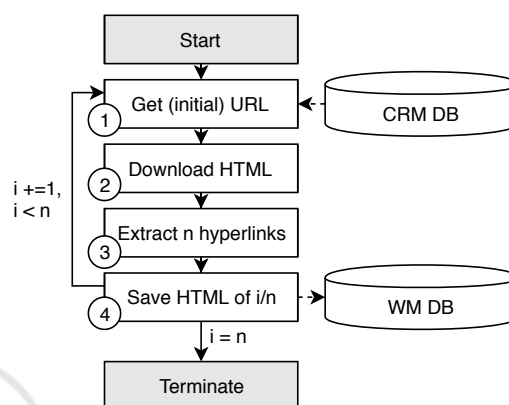 Start
Get (initial) URL
1
CRM DB
Download HTML
2
i +=1,
i < n
Extract n hyperlinks
3
Save HTML of i/n
4
WM DB
i = n
Terminate